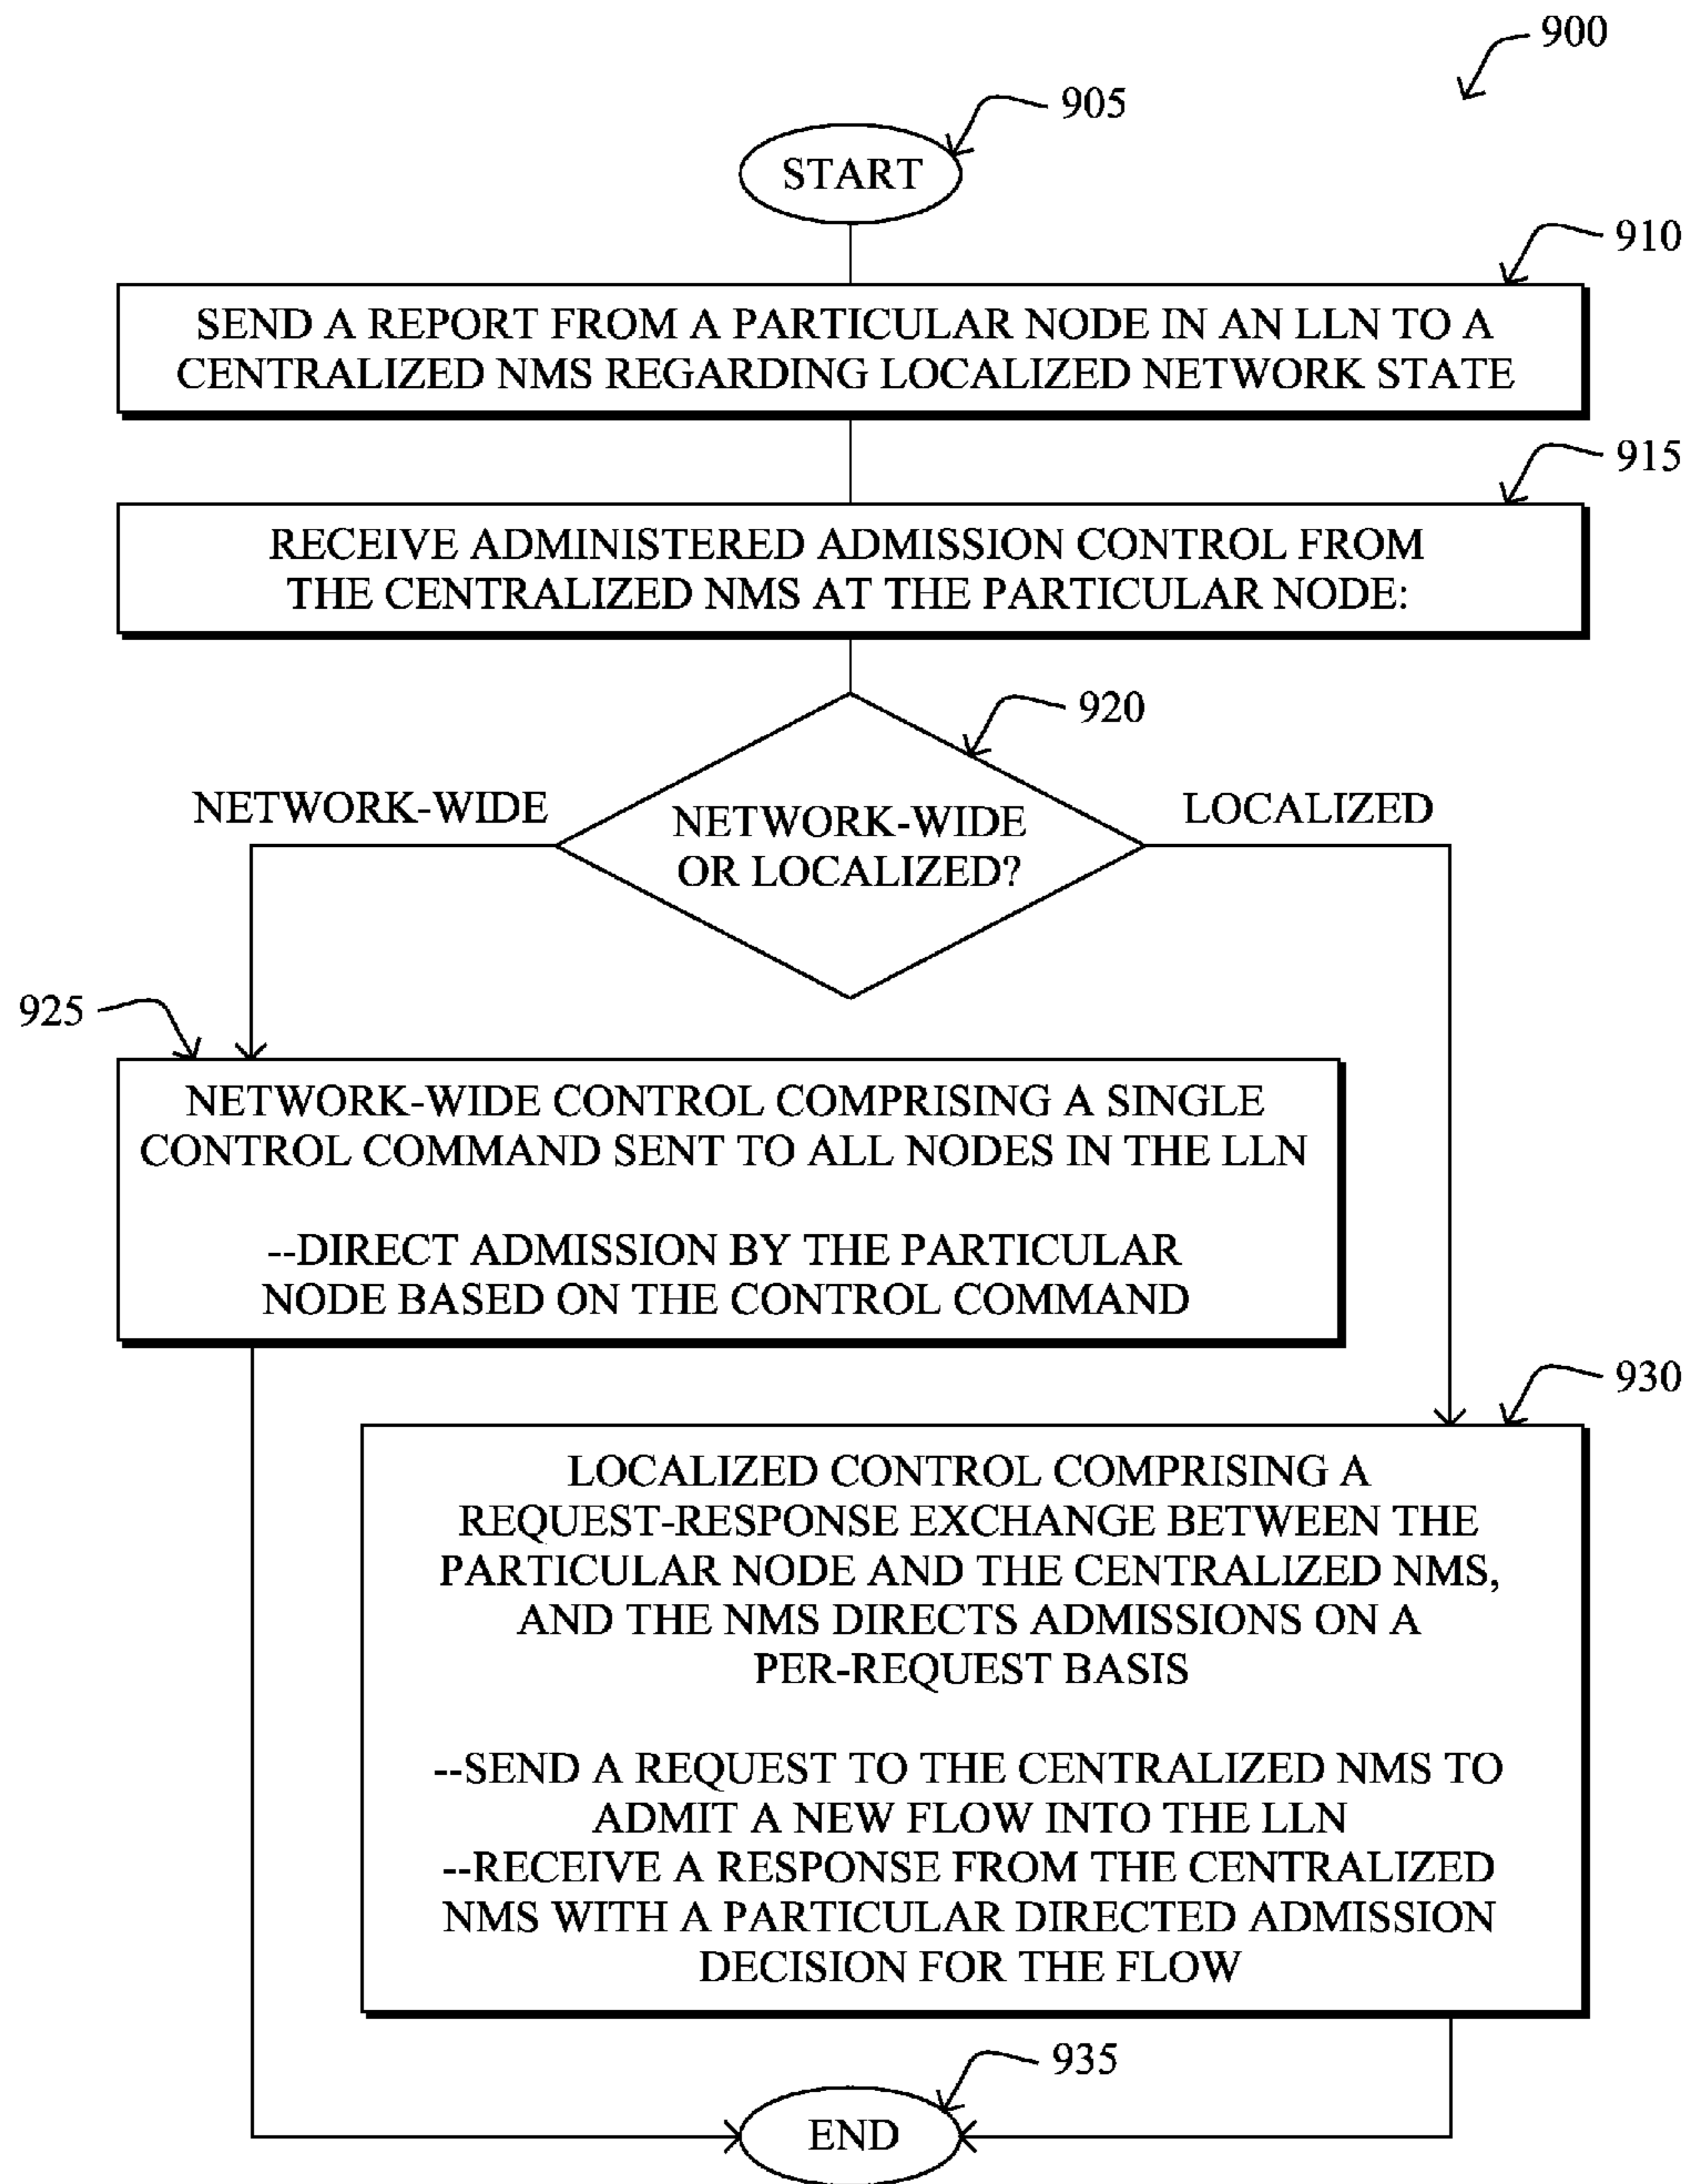 900
905
START
910
SEND A REPORT FROM A PARTICULAR NODE IN AN LLN TO A
CENTRALIZED NMS REGARDING LOCALIZED NETWORK STATE
915
RECEIVE ADMINISTERED ADMISSION CONTROL FROM
THE CENTRALIZED NMS AT THE PARTICULAR NODE:
920
NETWORK-WIDE
LOCALIZED
NETWORK-WIDE
OR LOCALIZED?
925
NETWORK-WIDE CONTROL COMPRISING A SINGLE
CONTROL COMMAND SENT TO ALL NODES IN THE LLN
--DIRECT ADMISSION BY THE PARTICULAR
NODE BASED ON THE CONTROL COMMAND
930
LOCALIZED CONTROL COMPRISING A
REQUEST-RESPONSE EXCHANGE BETWEEN THE
PARTICULAR NODE AND THE CENTRALIZED NMS,
AND THE NMS DIRECTS ADMISSIONS ON A
PER-REQUEST BASIS
--SEND A REQUEST TO THE CENTRALIZED NMS TO
ADMIT A NEW FLOW INTO THE LLN
--RECEIVE A RESPONSE FROM THE CENTRALIZED
NMS WITH A PARTICULAR DIRECTED ADMISSION
DECISION FOR THE FLOW
935
END